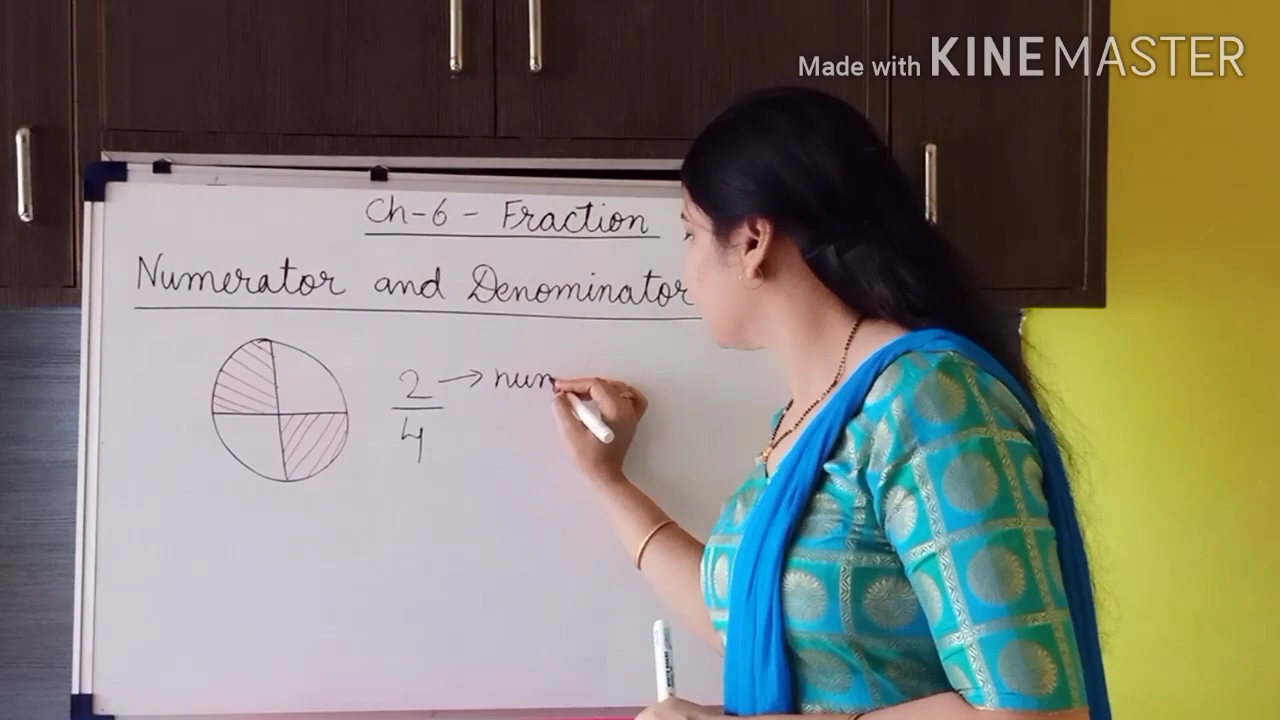 Made with KINEMASTER
Ch-6 - Fraction
Numerator and Denominator
2 → num
4